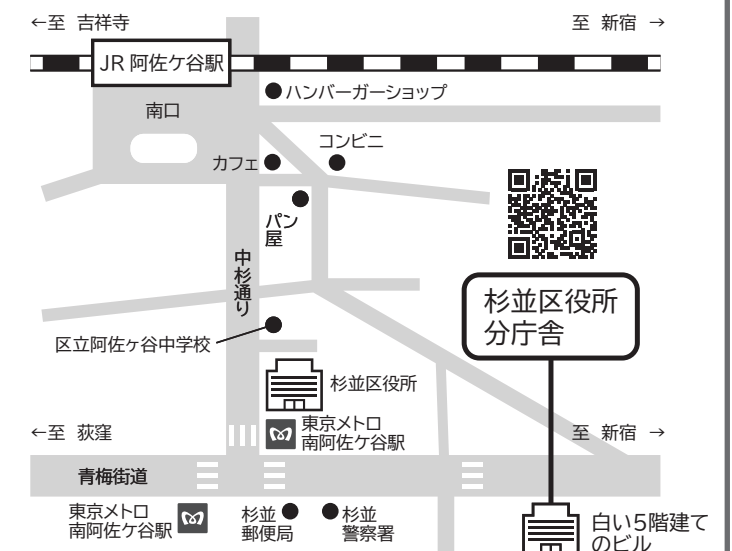 ←至 吉祥寺
至 新宿 →
JR 阿佐ケ谷駅
ハンバーガーショップ
南口
コンビニ
カフェ
パン
屋
中杉通り
杉並区役所
分庁舎
区立阿佐ヶ谷中学校
杉並区役所
東京メトロ
南阿佐ケ谷駅
←至 荻窪
至 新宿 →
青梅街道
東京メトロ
南阿佐ケ谷駅
杉並
郵便局
杉並
警察署
白い5階建て
のビル